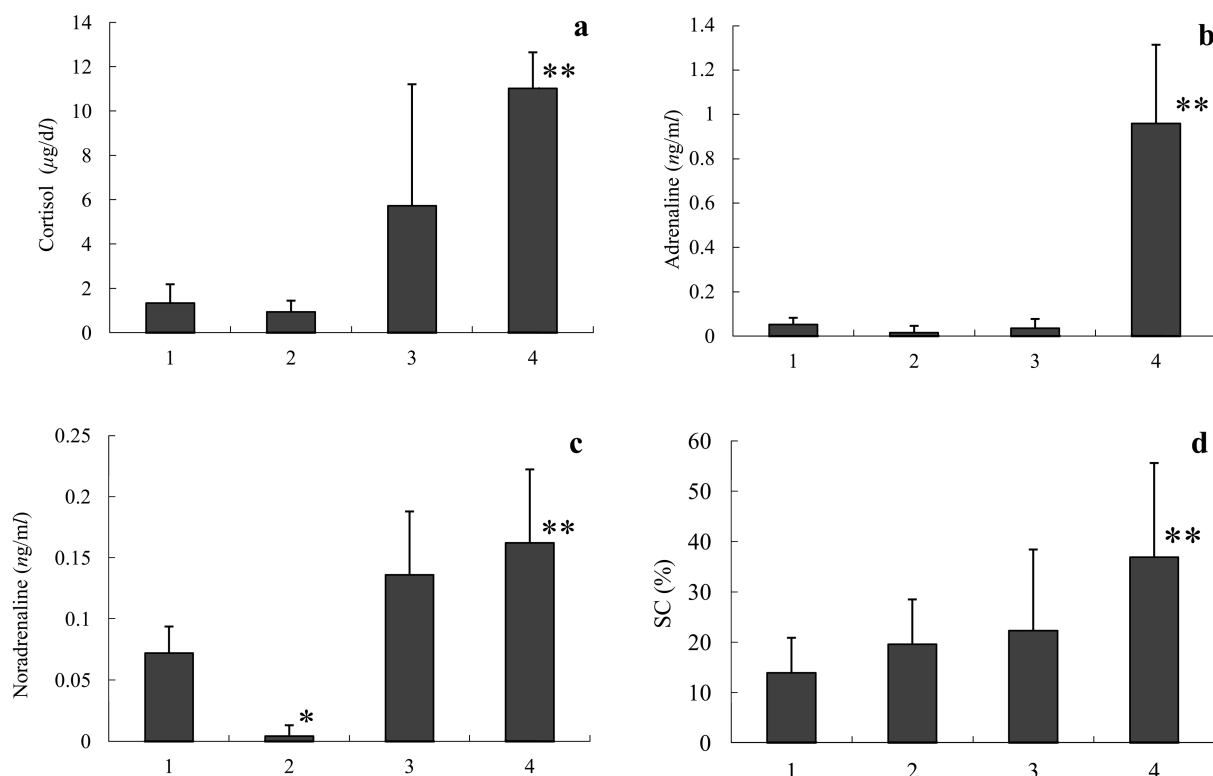 a
Cortisol (µg/dl)
14
12
10
8
6
4
2
0
**
1 2 3 4
b
Adrenaline (ng/ml)
1.4
1.2
1
0.8
0.6
0.4
0.2
0
**
1 2 3 4
c
Noradrenaline (ng/ml)
0.25
0.2
0.15
0.1
0.05
0
*
**
1 2 3 4
d
SC (%)
60
50
40
30
20
10
0
**
1 2 3 4